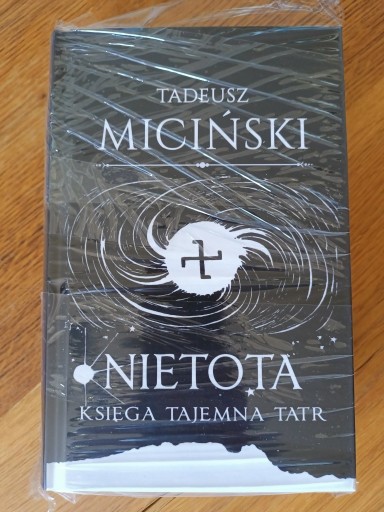 TADEUSZ
MICIŃSKI
NIETOTA
KSIĘGA TAJEMNA TATR